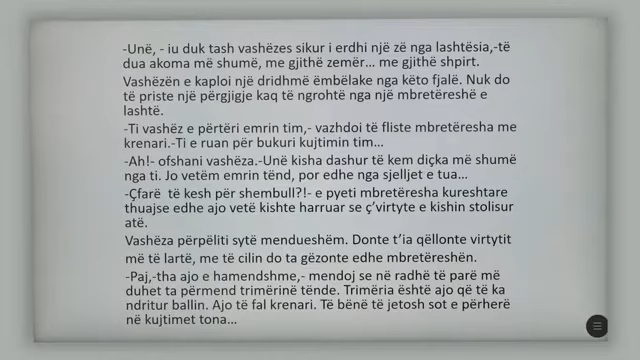 -Unë, - iu duk tash vashëzes sikur i erdhi një zë nga lashtësia,-të
dua akoma më shumë, me gjithë zemër... me gjithë shpirt.
Vashëzën e kaploi një dridhmë ëmbëlake nga këto fjalë. Nuk do
të priste një përgjigje kaq të ngrohtë nga një mbretëreshë e
lashtë.
-Ti vashëz e përtëri emrin tim,- vazhdoi të fliste mbretëresha me
krenari.-Ti e ruan për bukuri kujtimin tim...
-Ah!- ofshani vashëza.-Unë kisha dashur të kem diçka më shumë
nga ti. Jo vetëm emrin tënd, por edhe nga sjelljet e tua...
-Çfarë të kesh për shembull?!- e pyeti mbretëresha kureshtare
thuajse edhe ajo vetë kishte harruar se ç'virtyte e kishin stolisur
atë.
Vashëza përpëliti sytë mendueshëm. Donte t'ia qëllonte virtytit
më të lartë, me të cilin do ta gëzonte edhe mbretëreshën.
-Paj,-tha ajo e hamendshme,- mendoj se në radhë të parë më
duhet ta përmend trimërinë tënde. Trimëria është ajo që të ka
ndritur ballin. Ajo të fal krenari. Të bënë të jetosh sot e përherë
në kujtimet tona...